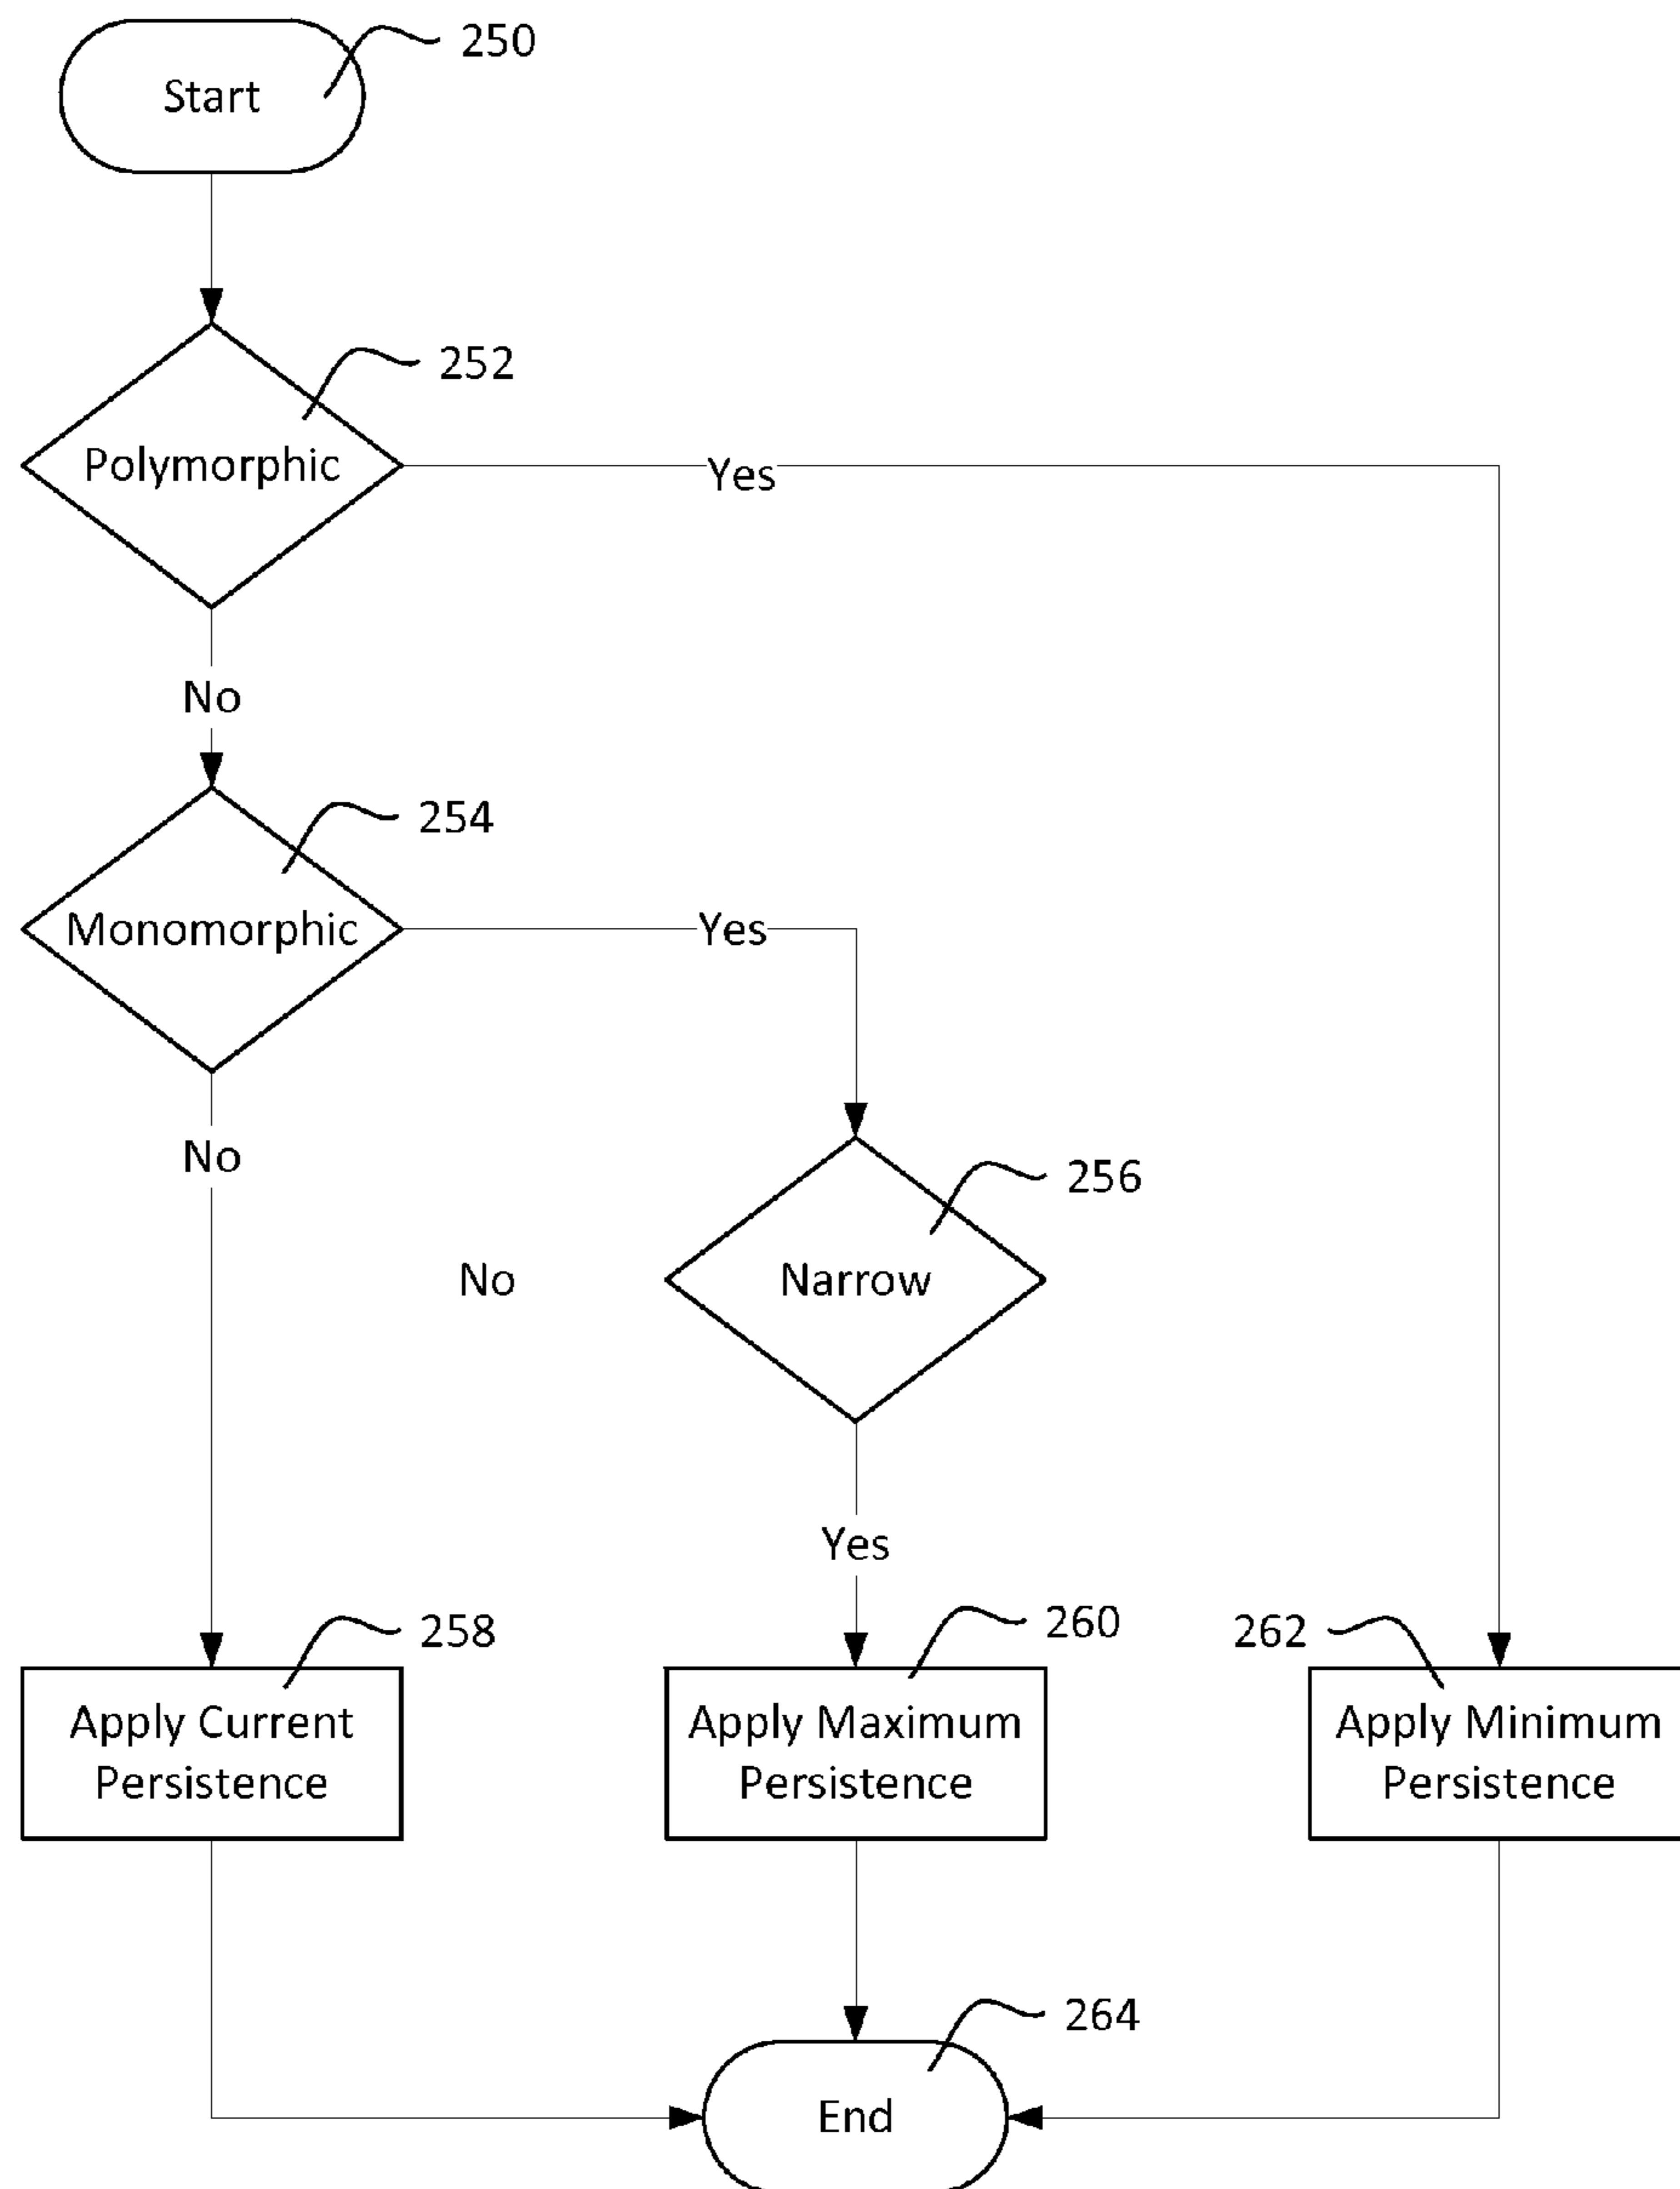 250
Start
252
Polymorphic
Yes
No
254
Monomorphic
Yes
No
256
No
Narrow
Yes
258
260
262
Apply Current
Persistence
Apply Maximum
Persistence
Apply Minimum
Persistence
264
End